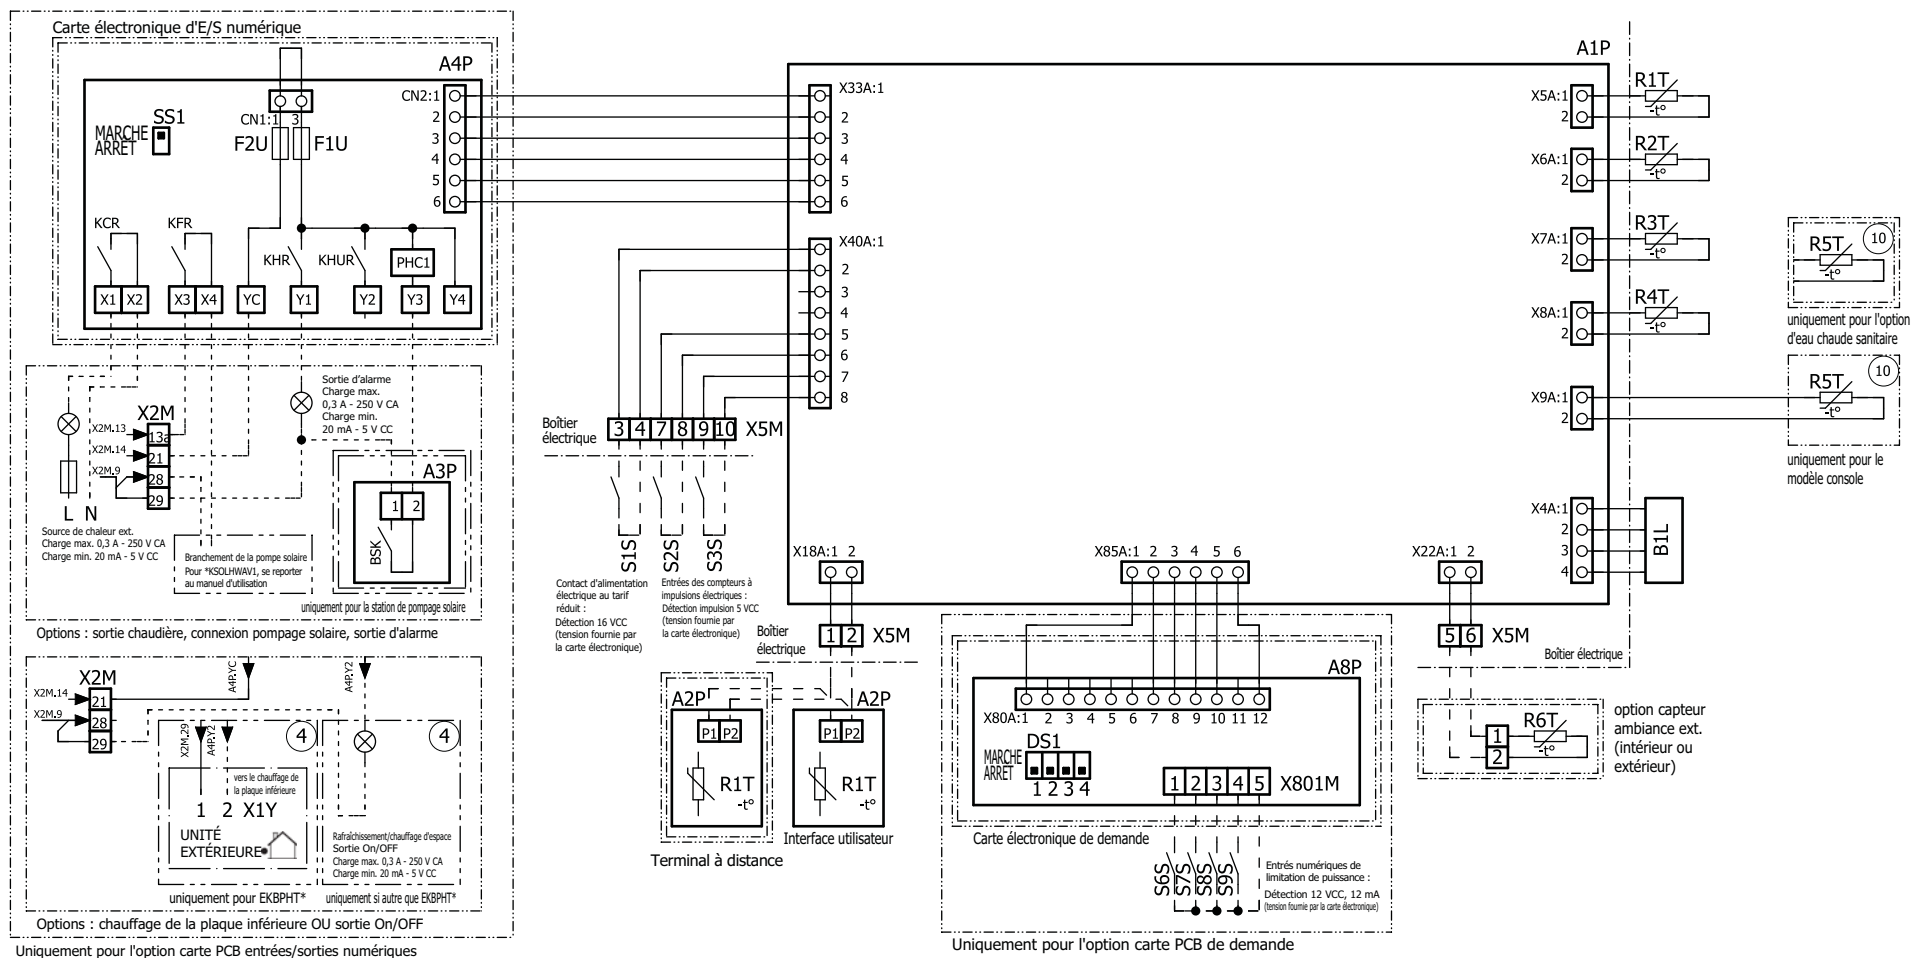 Carte électronique d'E/S numérique
A4P
A1P
SS1
MARCHE
ARRÊT
CN1:1 3
F2U F1U
CN2:1
2
3
4
5
6
X33A:1
2
3
4
5
6
KCR
KFR
KHR
KHUR
PHC1
X1 X2
X3 X4
YC
Y1
Y2
Y3
Y4
X40A:1
2
3
4
5
6
7
8
X5A:1
2
R1T
-t°
X6A:1
2
R2T
-t°
X7A:1
2
R3T
-t°
X8A:1
2
R4T
-t°
X9A:1
2
R5T
-t°
10
uniquement pour l'option
d'eau chaude sanitaire
R5T
-t°
10
uniquement pour le
modèle console
X4A:1
2
3
4
B1L
Sortie d'alarme
Charge max.
0,3 A - 250 V CA
Charge min.
20 mA - 5 V CC
X2M
X2M.13
13a
X2M.14
21
X2M.9
28
29
L N
Source de chaleur ext.
Charge max. 0,3 A - 250 V CA
Charge min. 20 mA - 5 V CC
Branchement de la pompe solaire
Pour *KSOLHWAV1, se reporter
au manuel d'utilisation
A3P
1 2
BSK
uniquement pour la station de pompage solaire
Options : sortie chaudière, connexion pompage solaire, sortie d'alarme
Boîtier
électrique
3 4 7 8 9 10 X5M
S1S
S2S
S3S
Contact d'alimentation
électrique au tarif
réduit :
Détection 16 VCC
(tension fournie par
la carte électronique)
Entrées des compteurs à
impulsions électriques :
Détection impulsion 5 VCC
(tension fournie par
la carte électronique)
X18A:1 2
X85A:1 2 3 4 5 6
X22A:1 2
Boîtier
électrique
1 2 X5M
5 6 X5M
Boîtier électrique
X2M
X2M.14
21
X2M.9
28
29
A4P.YC
A4P.Y2
X2M.29
A4P.Y2
4
4
vers le chauffage de
la plaque inférieure
1 2 X1Y
UNITÉ
EXTÉRIEURE
Rafraîchissement/chauffage d'espace
Sortie On/OFF
Charge max. 0,3 A - 250 V CA
Charge min. 20 mA - 5 V CC
uniquement pour EKBPHT*
uniquement si autre que EKBPHT*
Options : chauffage de la plaque inférieure OU sortie On/OFF
Uniquement pour l'option carte PCB entrées/sorties numériques
A2P
P1 P2
R1T
-t°
Terminal à distance
A2P
P1 P2
R1T
-t°
Interface utilisateur
A8P
X80A:1 2 3 4 5 6 7 8 9 10 11 12
DS1
MARCHE
ARRÊT
1 2 3 4
1 2 3 4 5 X801M
Carte électronique de demande
S6S
S7S
S8S
S9S
Entrés numériques de
limitation de puissance :
Détection 12 VCC, 12 mA
(tension fournie par la carte électronique)
Uniquement pour l'option carte PCB de demande
1
2
R6T
-t°
option capteur
ambiance ext.
(intérieur ou
extérieur)